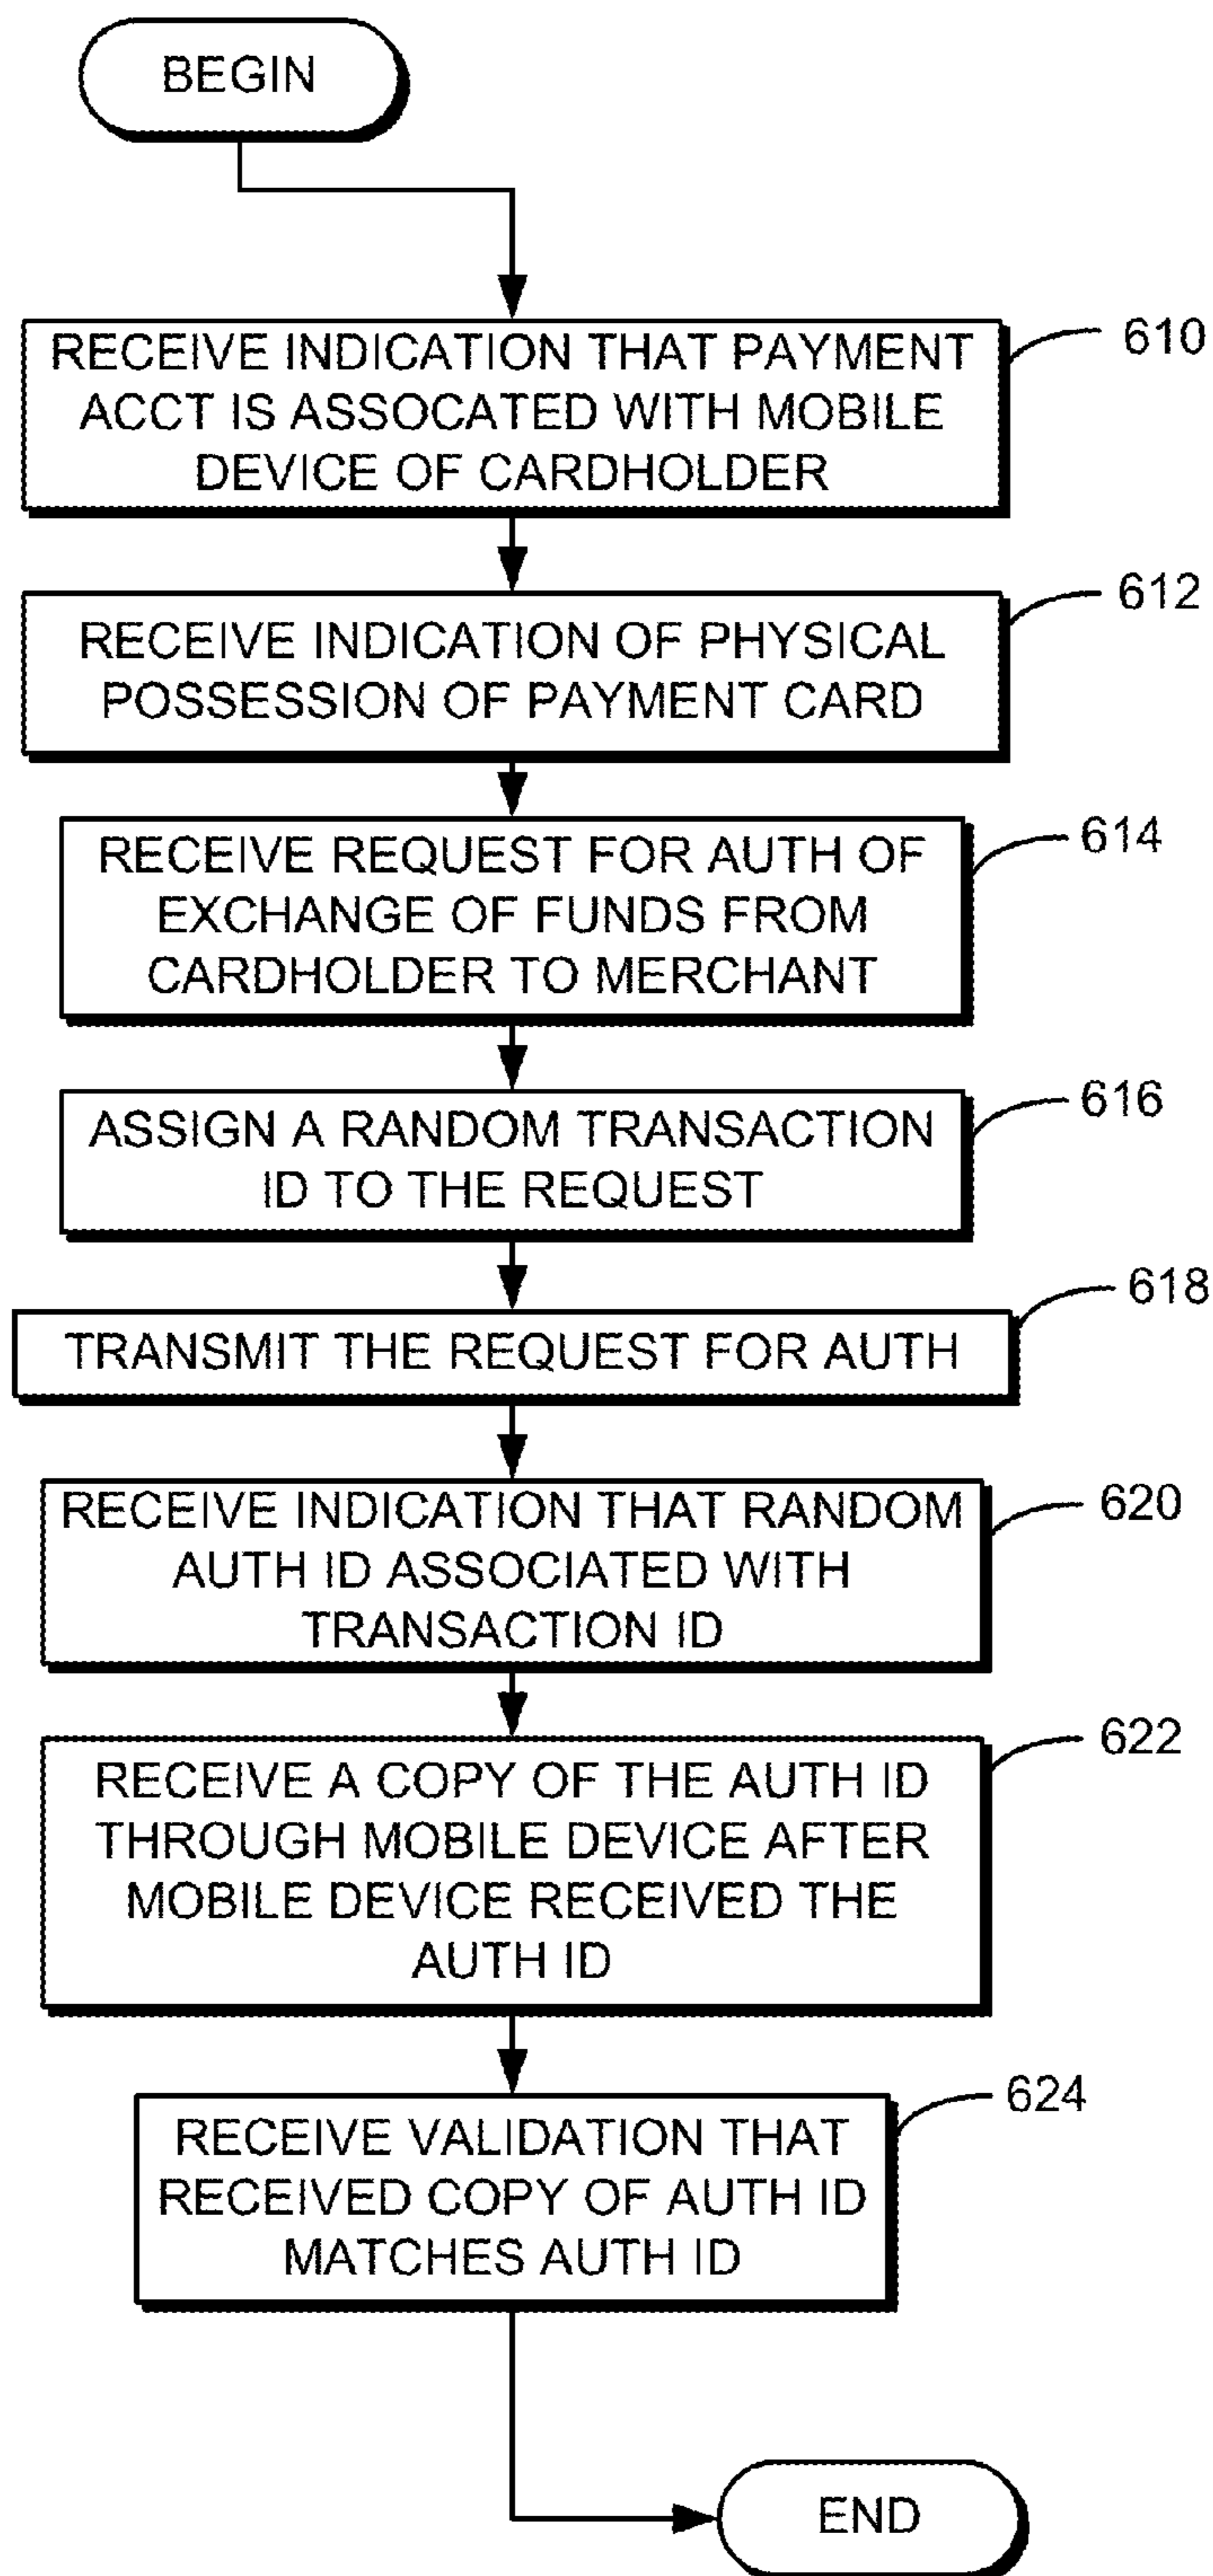 BEGIN
RECEIVE INDICATION THAT PAYMENT
ACCT IS ASSOCATED WITH MOBILE
DEVICE OF CARDHOLDER
610
RECEIVE INDICATION OF PHYSICAL
POSSESSION OF PAYMENT CARD
612
RECEIVE REQUEST FOR AUTH OF
EXCHANGE OF FUNDS FROM
CARDHOLDER TO MERCHANT
614
ASSIGN A RANDOM TRANSACTION
ID TO THE REQUEST
616
TRANSMIT THE REQUEST FOR AUTH
618
RECEIVE INDICATION THAT RANDOM
AUTH ID ASSOCIATED WITH
TRANSACTION ID
620
RECEIVE A COPY OF THE AUTH ID
THROUGH MOBILE DEVICE AFTER
MOBILE DEVICE RECEIVED THE
AUTH ID
622
RECEIVE VALIDATION THAT
RECEIVED COPY OF AUTH ID
MATCHES AUTH ID
624
END